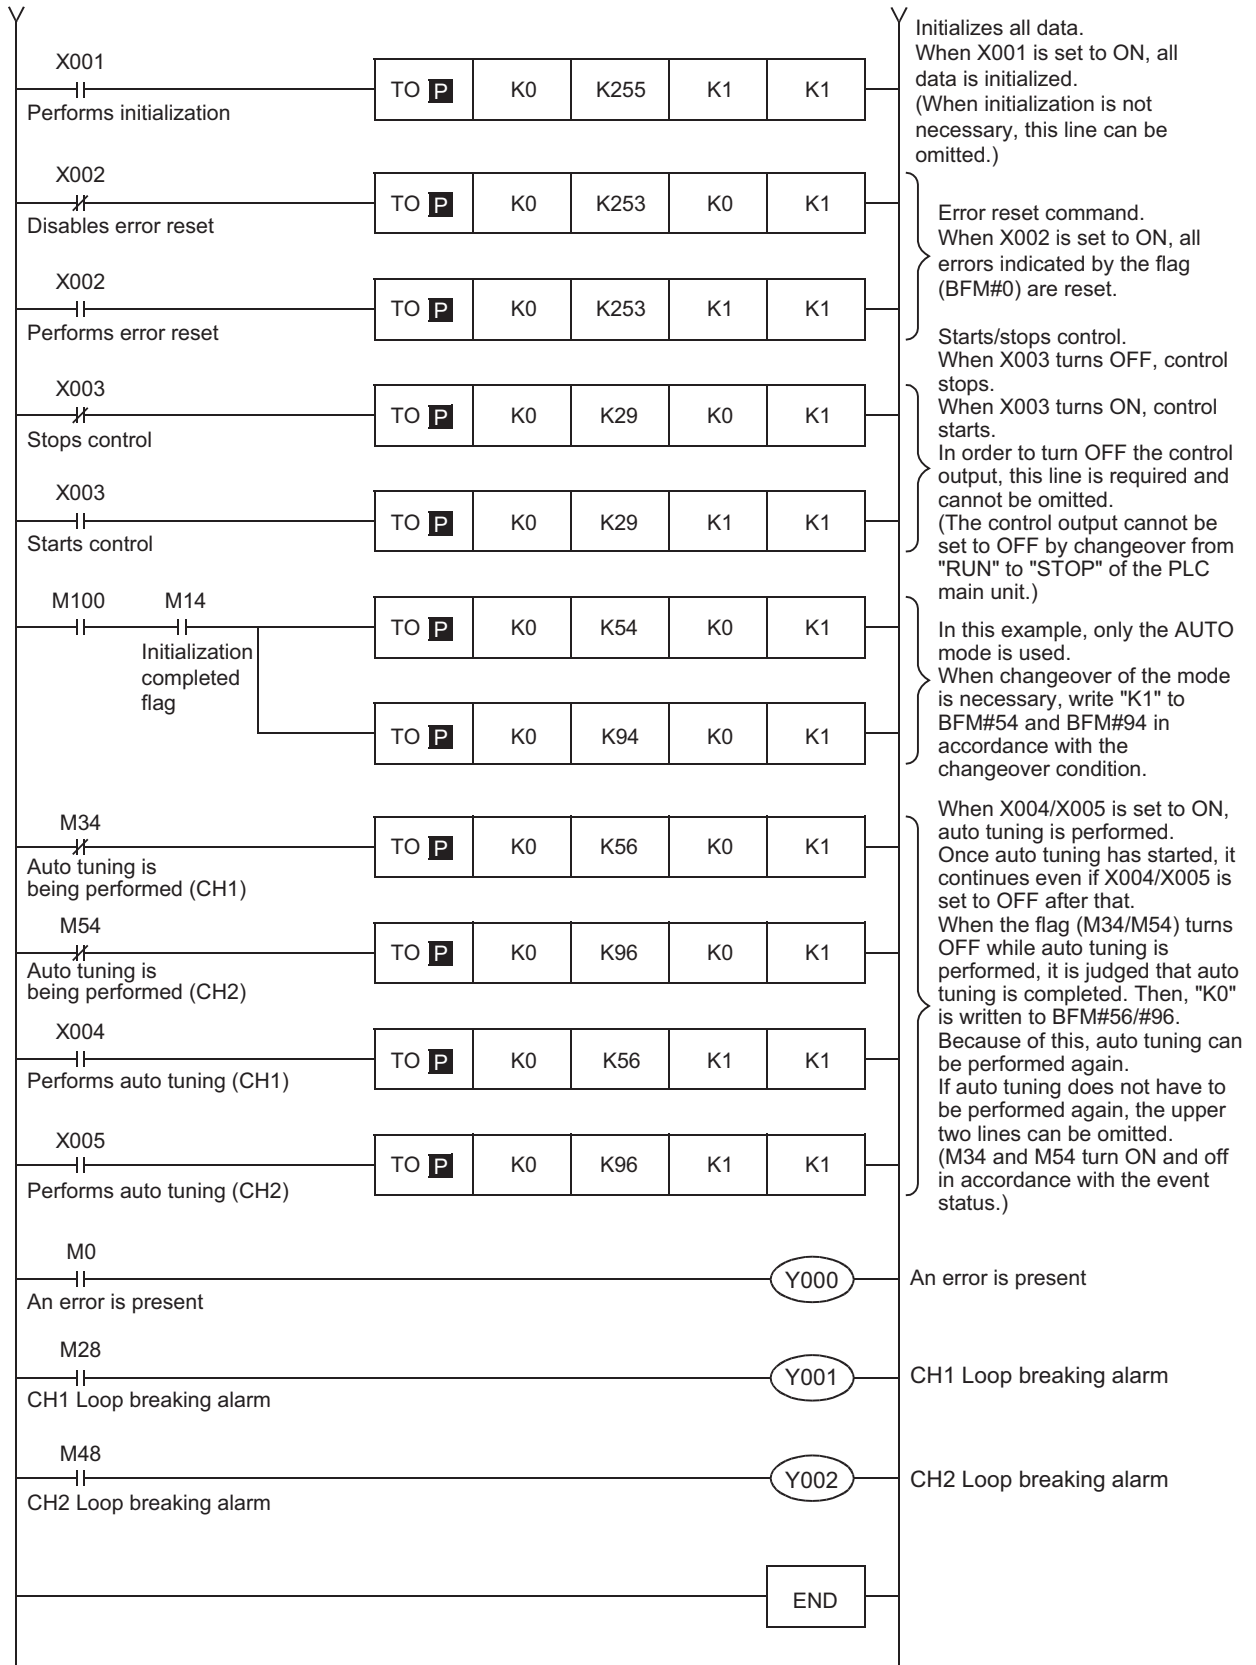 Initializes all data.
When X001 is set to ON, all
data is initialized.
(When initialization is not
necessary, this line can be
omitted.)
X001
TO P K0 K255 K1 K1
Performs initialization
X002
TO P K0 K253 K0 K1
Disables error reset
Error reset command.
When X002 is set to ON, all
errors indicated by the flag
(BFM#0) are reset.
X002
TO P K0 K253 K1 K1
Performs error reset
Starts/stops control.
When X003 turns OFF, control
stops.
When X003 turns ON, control
starts.
In order to turn OFF the control
output, this line is required and
cannot be omitted.
(The control output cannot be
set to OFF by changeover from
"RUN" to "STOP" of the PLC
main unit.)
X003
TO P K0 K29 K0 K1
Stops control
X003
TO P K0 K29 K1 K1
Starts control
M100 M14
TO P K0 K54 K0 K1
Initialization
completed
flag
TO P K0 K94 K0 K1
In this example, only the AUTO
mode is used.
When changeover of the mode
is necessary, write "K1" to
BFM#54 and BFM#94 in
accordance with the
changeover condition.
M34
TO P K0 K56 K0 K1
Auto tuning is
being performed (CH1)
M54
TO P K0 K96 K0 K1
Auto tuning is
being performed (CH2)
X004
TO P K0 K56 K1 K1
Performs auto tuning (CH1)
X005
TO P K0 K96 K1 K1
Performs auto tuning (CH2)
When X004/X005 is set to ON,
auto tuning is performed.
Once auto tuning has started, it
continues even if X004/X005 is
set to OFF after that.
When the flag (M34/M54) turns
OFF while auto tuning is
performed, it is judged that auto
tuning is completed. Then, "K0"
is written to BFM#56/#96.
Because of this, auto tuning can
be performed again.
If auto tuning does not have to
be performed again, the upper
two lines can be omitted.
(M34 and M54 turn ON and off
in accordance with the event
status.)
M0
Y000 An error is present
An error is present
M28
Y001 CH1 Loop breaking alarm
CH1 Loop breaking alarm
M48
Y002 CH2 Loop breaking alarm
CH2 Loop breaking alarm
END